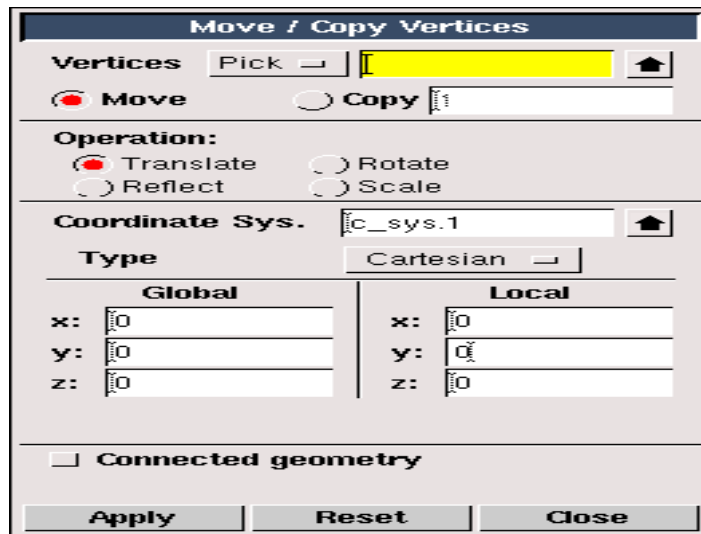 Move / Copy Vertices
Vertices Pick
Move Copy 1
Operation:
Translate Rotate
Reflect Scale
Coordinate Sys. c_sys.1
Type Cartesian
Global Local
x: 0 x: 0
y: 0 y: 0
z: 0 z: 0
Connected geometry
Apply Reset Close